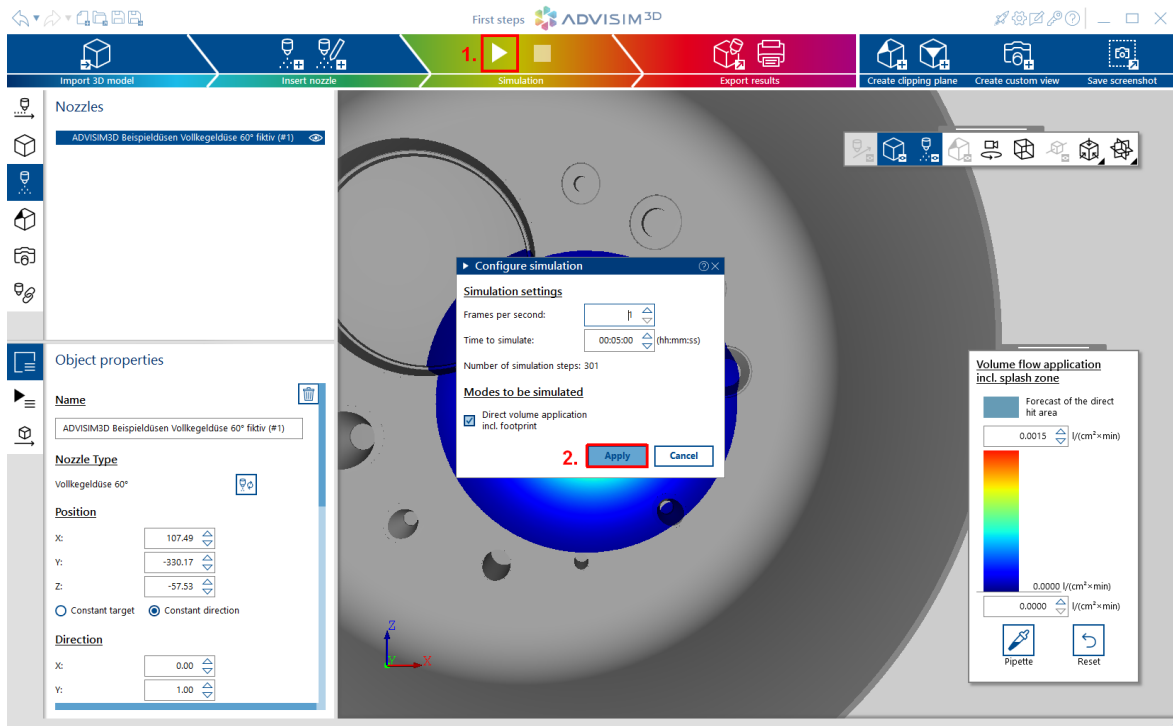 First steps ADVISIM3D
1.
Import 3D model
Insert nozzle
Simulation
Export results
Create clipping plane
Create custom view
Save screenshot
Nozzles
ADVISIM3D Beispieldüsen Vollkegeldüse 60° fiktiv (#1)
Configure simulation
Simulation settings
Frames per second: 1
Time to simulate: 00:05:00 (hh:mm:ss)
Number of simulation steps: 301
Modes to be simulated
Direct volume application
incl. footprint
2. Apply Cancel
Object properties
Name
ADVISIM3D Beispieldüsen Vollkegeldüse 60° fiktiv (#1)
Nozzle Type
Vollkegeldüse 60°
Position
X: 107.49
Y: -330.17
Z: -57.53
Constant target Constant direction
Direction
X: 0.00
Y: 1.00
Z
Y X
Volume flow application
incl. splash zone
Forecast of the direct
hit area
0.0015 l/(cm²×min)
0.0000 l/(cm²×min)
0.0000 l/(cm²×min)
Pipette Reset